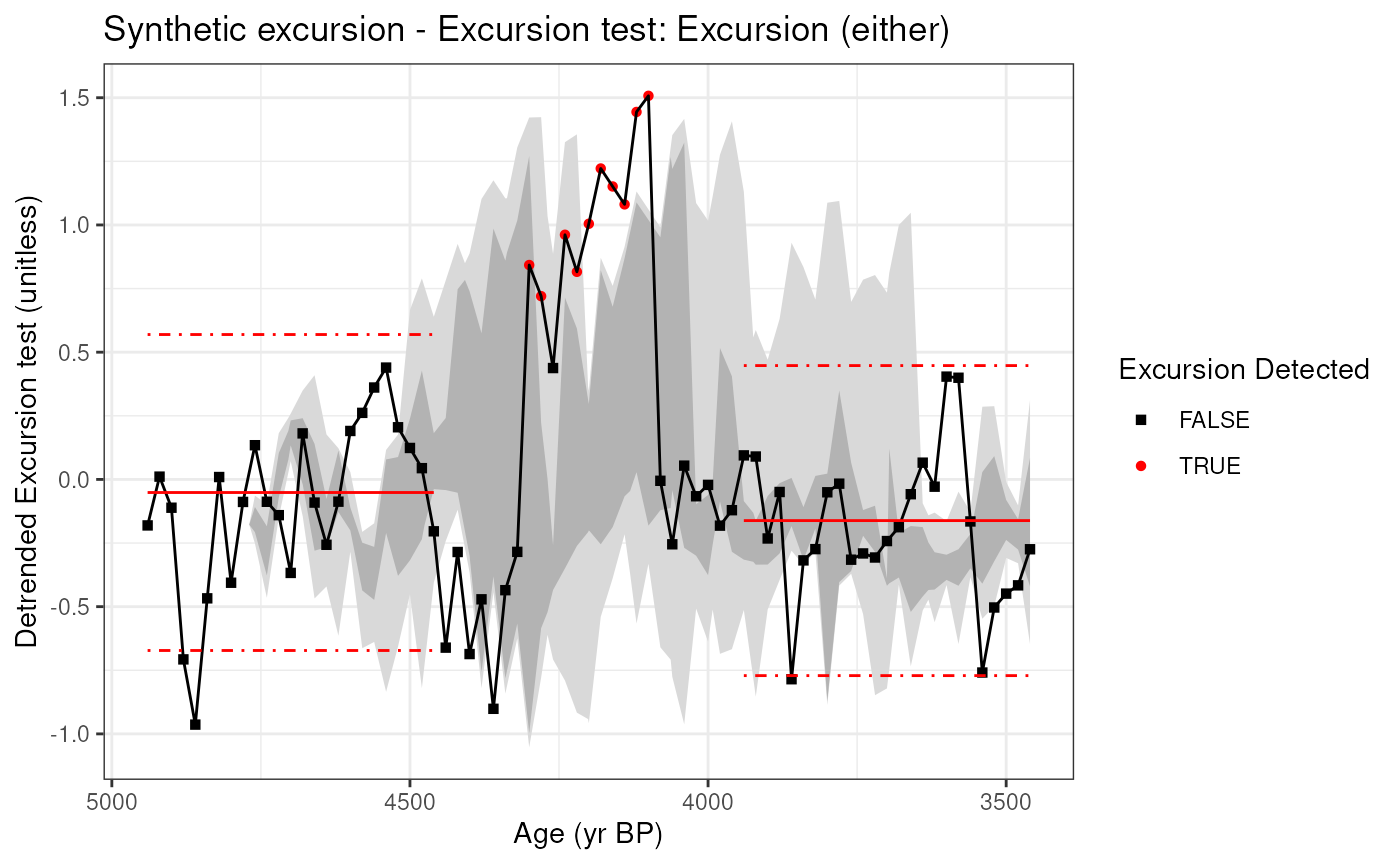 Synthetic excursion - Excursion test: Excursion (either)
Detrended Excursion test (unitless)
1.5
1.0
0.5
0.0
-0.5
-1.0
5000
4500
4000
3500
Age (yr BP)
Excursion Detected
FALSE
TRUE